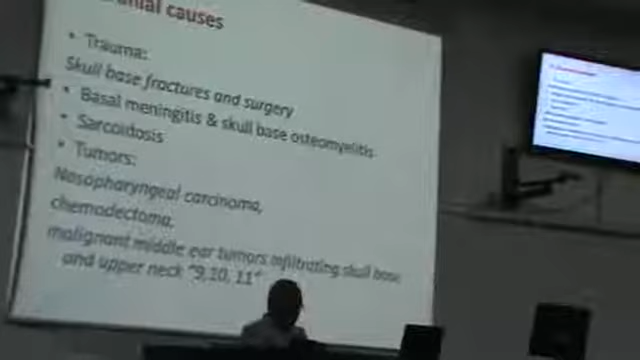 causes
• Trauma:
Skull base fractures and surgery
• Basal meningitis & skull base osteomyelitis
• Sarcoidosis
• Tumors:
Nasopharyngeal carcinoma,
chemodectoma,
malignant middle ear tumors infiltrating skull base
and upper neck "9,10, 11"